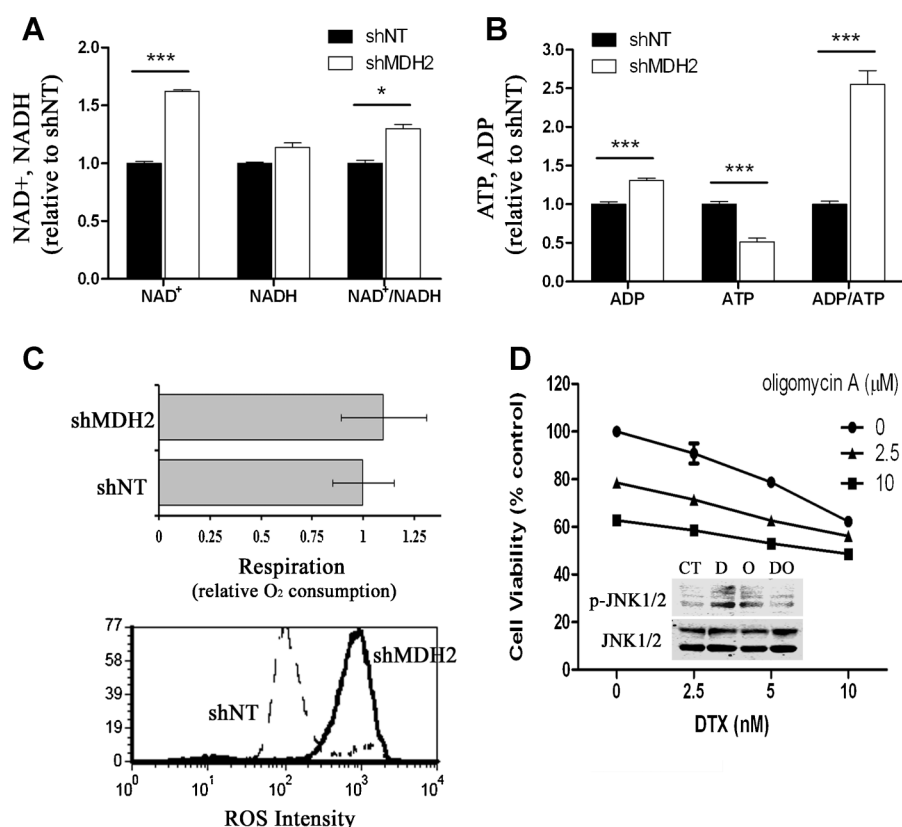 A
shNT
shMDH2
NAD+, NADH
(relative to shNT)
2.0
1.5
1.0
0.5
0.0
***
*
NAD+
NADH
NAD+/NADH
B
shNT
shMDH2
ATP, ADP
(relative to shNT)
3.0
2.5
2.0
1.5
1.0
0.5
0.0
***
***
***
ADP
ATP
ADP/ATP
C
shMDH2
shNT
0
0.25
0.5
0.75
1
1.25
Respiration
(relative O2 consumption)
77
58
39
19
0
shNT
shMDH2
10^0
10^1
10^2
10^3
10^4
ROS Intensity
D
oligomycin A (μM)
0
2.5
10
Cell Viability (% control)
120
100
80
60
40
20
0
CT D O DO
p-JNK1/2
JNK1/2
0
2.5
5
10
DTX (nM)